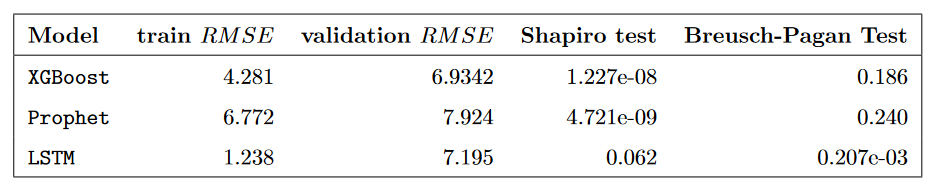 Model train RMSE validation RMSE Shapiro test Breusch-Pagan Test
XGBoost 4.281 6.9342 1.227e-08 0.186
Prophet 6.772 7.924 4.721e-09 0.240
LSTM 1.238 7.195 0.062 0.207e-03